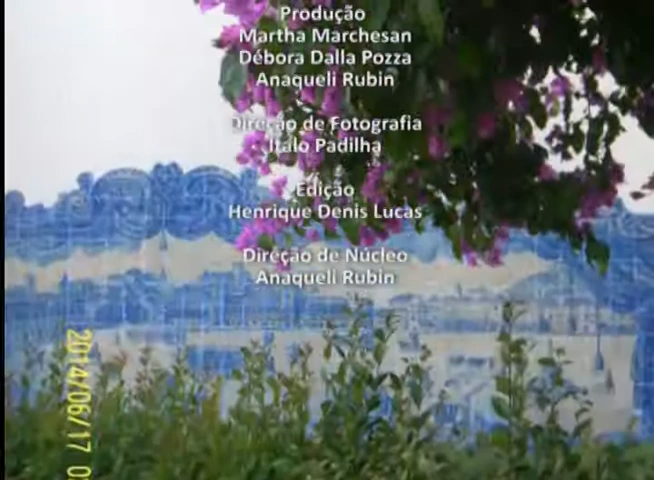 Produção
Martha Marchesan
Débora Dalla Pozza
Anaqueli Rubin
Direção de Fotografia
Ítalo Padilha
Edição
Henrique Denis Lucas
Direção de Núcleo
Anaqueli Rubin
2014/06/17